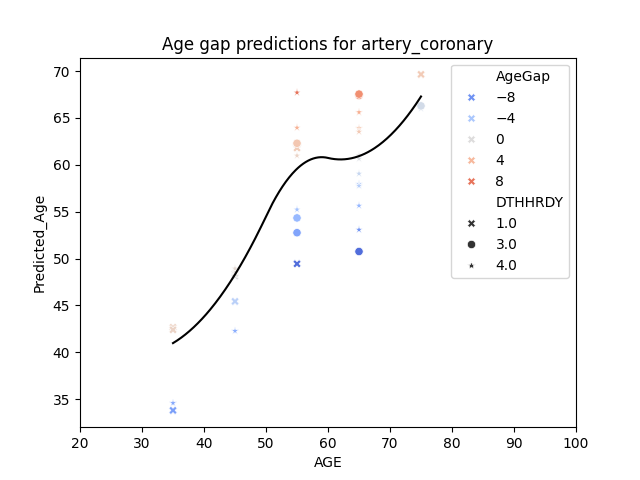 Age gap predictions for artery_coronary
Predicted_Age
70
65
60
55
50
45
40
35
20 30 40 50 60 70 80 90 100
AGE
AgeGap
−8
−4
0
4
8
DTHHRDY
1.0
3.0
4.0